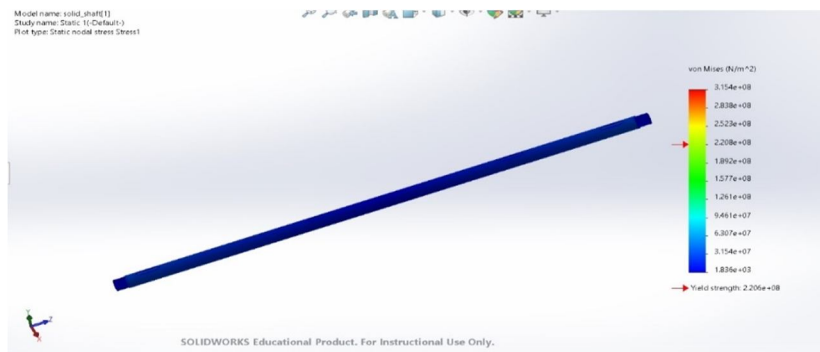 Model name: solid_shaft[1]
Study name: Static 1(-Default-)
Plot type: Static nodal stress Stress1
von Mises (N/m^2)
3.154e+08
2.838e+08
2.523e+08
2.208e+08
1.892e+08
1.577e+08
1.261e+08
9.461e+07
6.307e+07
3.154e+07
1.836e+03
Yield strength: 2.206e+08
Y
Z
X
SOLIDWORKS Educational Product. For Instructional Use Only.